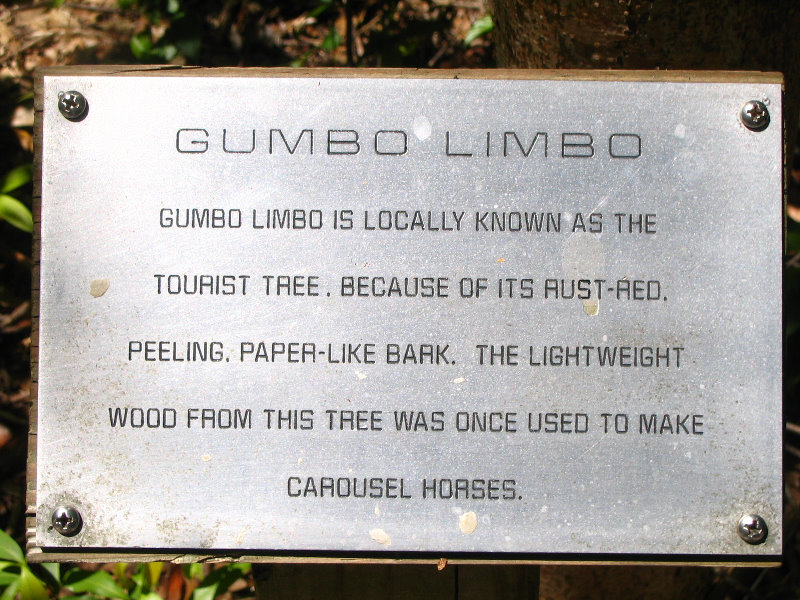 GUMBO LIMBO
GUMBO LIMBO IS LOCALLY KNOWN AS THE
TOURIST TREE, BECAUSE OF ITS RUST-RED,
PEELING, PAPER-LIKE BARK. THE LIGHTWEIGHT
WOOD FROM THIS TREE WAS ONCE USED TO MAKE
CAROUSEL HORSES.